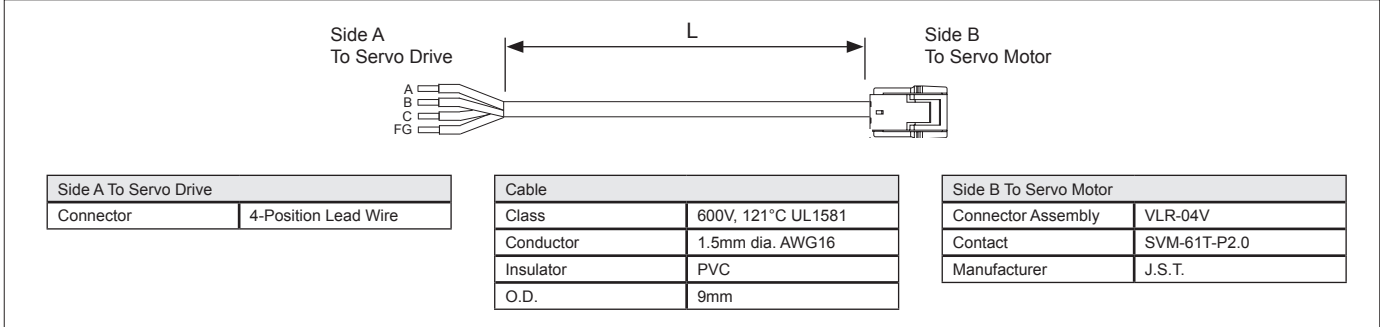 Side A
To Servo Drive
L
Side B
To Servo Motor
A
B
C
FG
Side A To Servo Drive
Connector 4-Position Lead Wire
Cable
Class 600V, 121°C UL1581
Conductor 1.5mm dia. AWG16
Insulator PVC
O.D. 9mm
Side B To Servo Motor
Connector Assembly VLR-04V
Contact SVM-61T-P2.0
Manufacturer J.S.T.